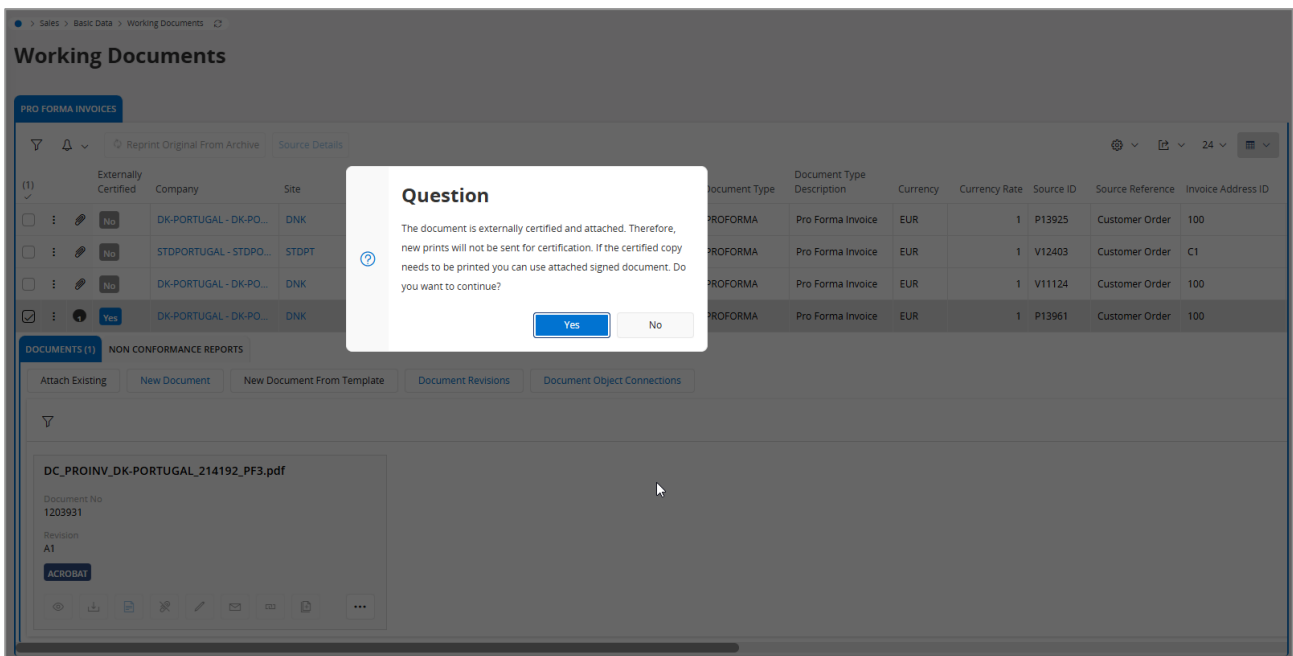 > Sales > Basic Data > Working Documents
Working Documents
PRO FORMA INVOICES
Reprint Original From Archive Source Details 24
(1) Externally Certified Company Site Document Type Document Type Description Currency Currency Rate Source ID Source Reference Invoice Address ID
No DK-PORTUGAL - DK-PO... DNK PROFORMA Pro Forma Invoice EUR 1 P13925 Customer Order 100
No STDPORTUGAL - STDPO... STDPT PROFORMA Pro Forma Invoice EUR 1 V12403 Customer Order C1
No DK-PORTUGAL - DK-PO... DNK PROFORMA Pro Forma Invoice EUR 1 V11124 Customer Order 100
Yes DK-PORTUGAL - DK-PO... DNK PROFORMA Pro Forma Invoice EUR 1 P13961 Customer Order 100
Question
The document is externally certified and attached. Therefore,
new prints will not be sent for certification. If the certified copy
needs to be printed you can use attached signed document. Do
you want to continue?
Yes No
DOCUMENTS (1) NON CONFORMANCE REPORTS
Attach Existing New Document New Document From Template Document Revisions Document Object Connections
DC_PROINV_DK-PORTUGAL_214192_PF3.pdf
Document No
1203931
Revision
A1
ACROBAT